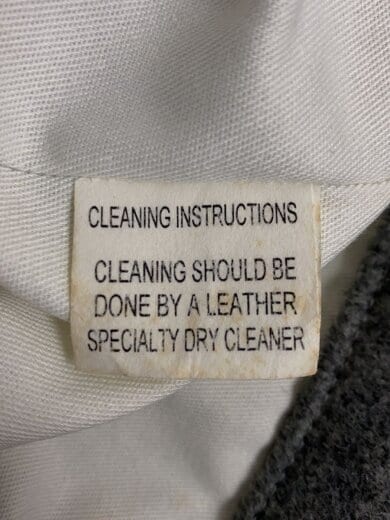 CLEANING INSTRUCTIONS
CLEANING SHOULD BE
DONE BY A LEATHER
SPECIALTY DRY CLEANER